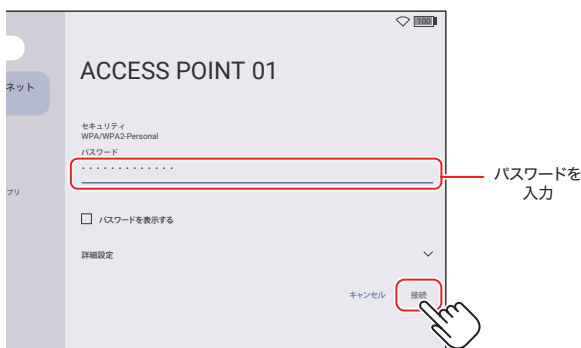 100
ACCESS POINT 01
ネット
セキュリティ
WPA/WPA2-Personal
パスワード
・・・・・・・・・・・・・
パスワードを
入力
プリ
パスワードを表示する
詳細設定
キャンセル 接続